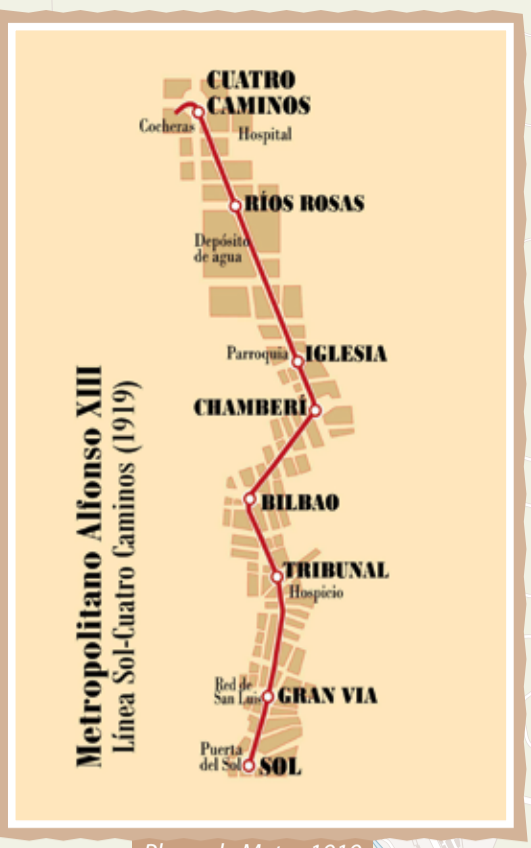 CUATRO
CAMINOS
Cocheras
Hospital
RÍOS ROSAS
Depósito
de agua
Parroquia
IGLESIA
CHAMBERÍ
BILBAO
TRIBUNAL
Hospicio
Red de
San Luis
GRAN VIA
Puerta
del Sol
SOL
Metropolitano Alfonso XIII
Línea Sol-Cuatro Caminos (1919)